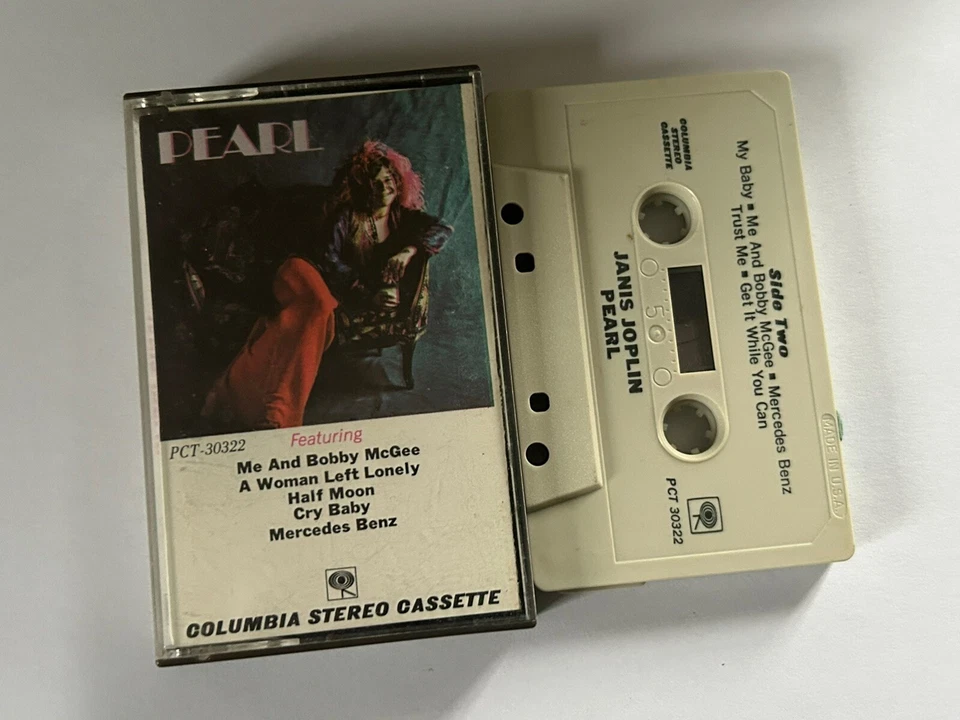 PEARL
PCT-30322
Featuring
Me And Bobby McGee
A Woman Left Lonely
Half Moon
Cry Baby
Mercedes Benz
COLUMBIA STEREO CASSETTE
COLUMBIA
STEREO
CASSETTE
Side Two
My Baby ■ Me And Bobby McGee ■ Mercedes Benz
Trust Me ■ Get It While You Can
50
JANIS JOPLIN
PEARL
PCT 30322
MADE IN U.S.A.